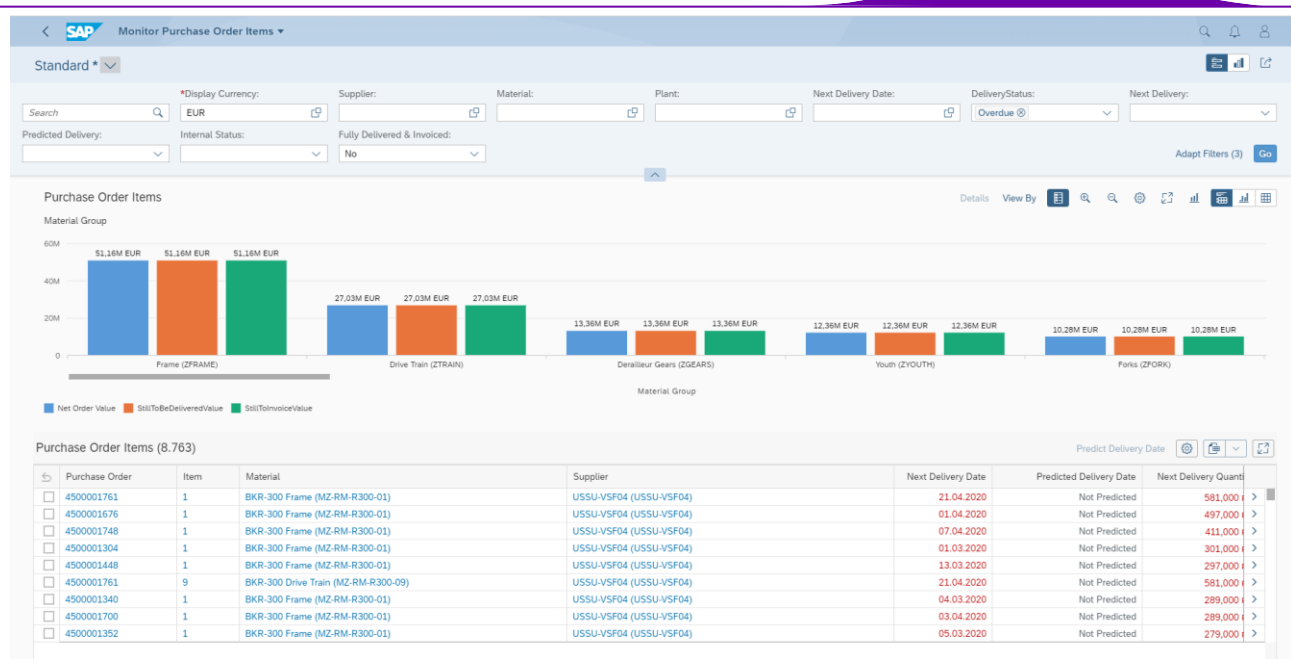 SAP Monitor Purchase Order Items
Standard *
*Display Currency: Supplier: Material: Plant: Next Delivery Date: DeliveryStatus: Next Delivery:
Search EUR Overdue
Predicted Delivery: Internal Status: Fully Delivered & Invoiced:
No
Adapt Filters (3) Go
Purchase Order Items
Details View By
Material Group
60M
51,16M EUR 51,16M EUR 51,16M EUR
40M
27,03M EUR 27,03M EUR 27,03M EUR
20M
13,36M EUR 13,36M EUR 13,36M EUR
12,36M EUR 12,36M EUR 12,36M EUR
10,28M EUR 10,28M EUR 10,28M EUR
0
Frame (ZFRAME) Drive Train (ZTRAIN) Derailleur Gears (ZGEARS) Youth (ZYOUTH) Forks (ZFORK)
Material Group
Net Order Value StillToBeDeliveredValue StillToInvoiceValue
Purchase Order Items (8.763)
Predict Delivery Date
Purchase Order Item Material Supplier Next Delivery Date Predicted Delivery Date Next Delivery Quanti
4500001761 1 BKR-300 Frame (MZ-RM-R300-01) USSU-VSF04 (USSU-VSF04) 21.04.2020 Not Predicted 581,000
4500001676 1 BKR-300 Frame (MZ-RM-R300-01) USSU-VSF04 (USSU-VSF04) 01.04.2020 Not Predicted 497,000
4500001748 1 BKR-300 Frame (MZ-RM-R300-01) USSU-VSF04 (USSU-VSF04) 07.04.2020 Not Predicted 411,000
4500001304 1 BKR-300 Frame (MZ-RM-R300-01) USSU-VSF04 (USSU-VSF04) 01.03.2020 Not Predicted 301,000
4500001448 1 BKR-300 Frame (MZ-RM-R300-01) USSU-VSF04 (USSU-VSF04) 13.03.2020 Not Predicted 297,000
4500001761 9 BKR-300 Drive Train (MZ-RM-R300-09) USSU-VSF04 (USSU-VSF04) 21.04.2020 Not Predicted 581,000
4500001340 1 BKR-300 Frame (MZ-RM-R300-01) USSU-VSF04 (USSU-VSF04) 04.03.2020 Not Predicted 289,000
4500001700 1 BKR-300 Frame (MZ-RM-R300-01) USSU-VSF04 (USSU-VSF04) 03.04.2020 Not Predicted 289,000
4500001352 1 BKR-300 Frame (MZ-RM-R300-01) USSU-VSF04 (USSU-VSF04) 05.03.2020 Not Predicted 279,000